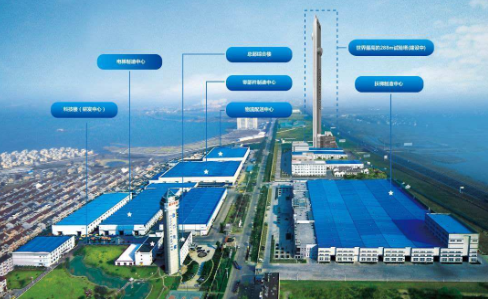 总部综合楼
世界最高的288m试验塔(建设中)
电梯制造中心
零部件制造中心
扶梯制造中心
物流配送中心
科技楼（研发中心）